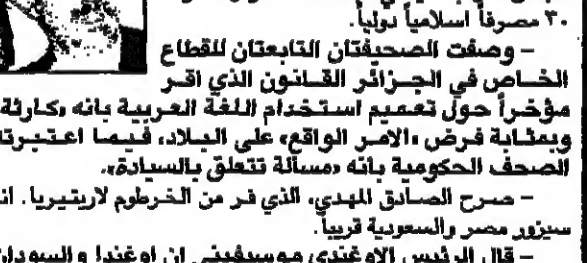 ٣٠ مصرفاً اسلامياً دولياً.
– وصفت الصحيفتان التابعتان للقطاع
الخاص في الجزائر القانون الذي اقر
مؤخراً حول تعميم استخدام اللغة العربية بانه «كارثة
وبمثابة فرض «الامر الواقع» على البلاد، فيما اعتبرته
الصحف الحكومية بانه «مسألة تتعلق بالسيادة».
– صرح الصادق المهدي، الذي فر من الخرطوم لاريتيريا. انه
سيزور مصر والسعودية قريباً.
– قال الرئيس الاوغندي موسيفيني ان اوغندا والسودان